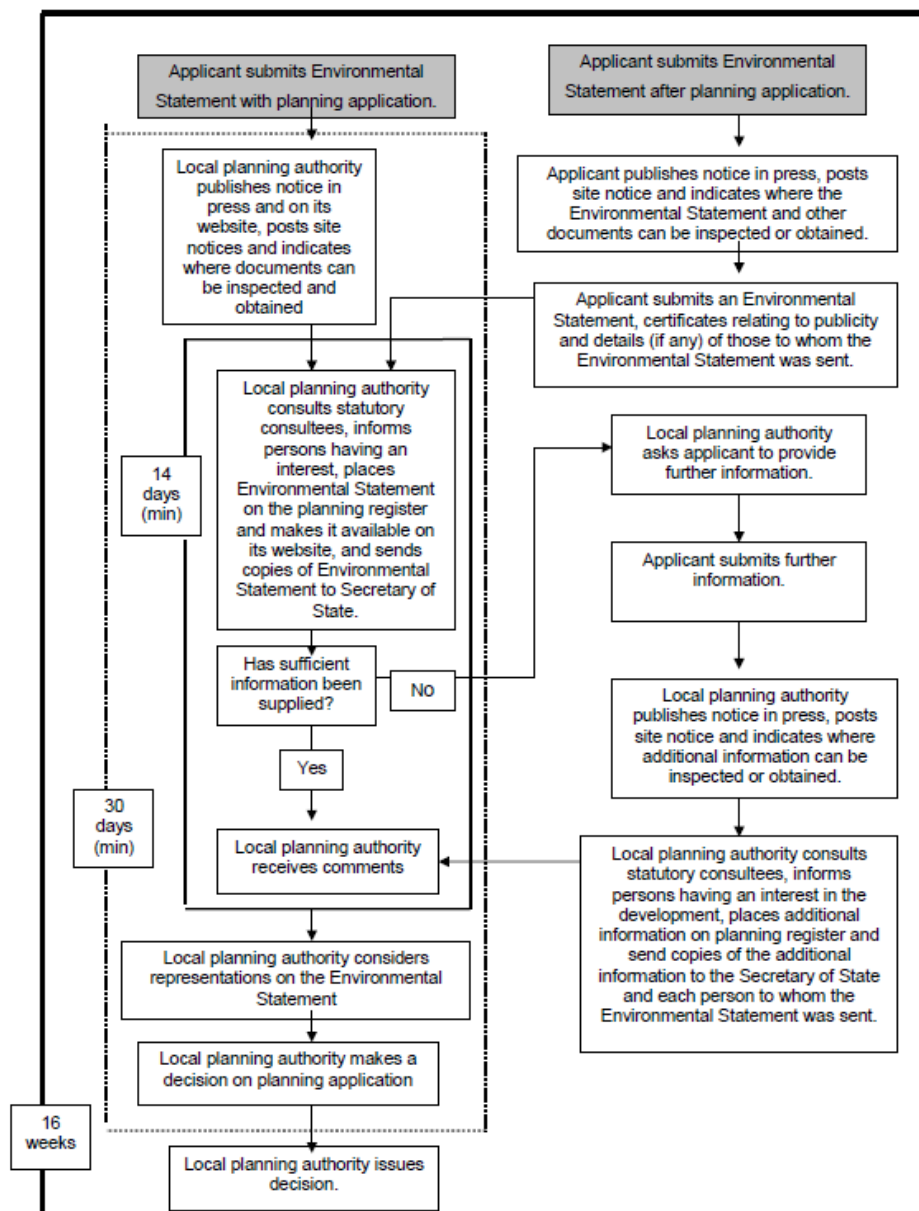 Applicant submits Environmental
Statement with planning application.
Applicant submits Environmental
Statement after planning application.
Local planning authority
publishes notice in
press and on its
website, posts site
notices and indicates
where documents can
be inspected and
obtained
Applicant publishes notice in press, posts
site notice and indicates where the
Environmental Statement and other
documents can be inspected or obtained.
Applicant submits an Environmental
Statement, certificates relating to publicity
and details (if any) of those to whom the
Environmental Statement was sent.
14
days
(min)
Local planning authority
consults statutory
consultees, informs
persons having an
interest, places
Environmental Statement
on the planning register
and makes it available on
its website, and sends
copies of Environmental
Statement to Secretary of
State.
Local planning authority
asks applicant to provide
further information.
Applicant submits further
information.
Has sufficient
information been
supplied?
No
Yes
Local planning authority
publishes notice in press, posts
site notice and indicates where
additional information can be
inspected or obtained.
30
days
(min)
Local planning authority
receives comments
Local planning authority consults
statutory consultees, informs
persons having an interest in the
development, places additional
information on planning register and
send copies of the additional
information to the Secretary of State
and each person to whom the
Environmental Statement was sent.
Local planning authority considers
representations on the Environmental
Statement
Local planning authority makes a
decision on planning application
16
weeks
Local planning authority issues
decision.